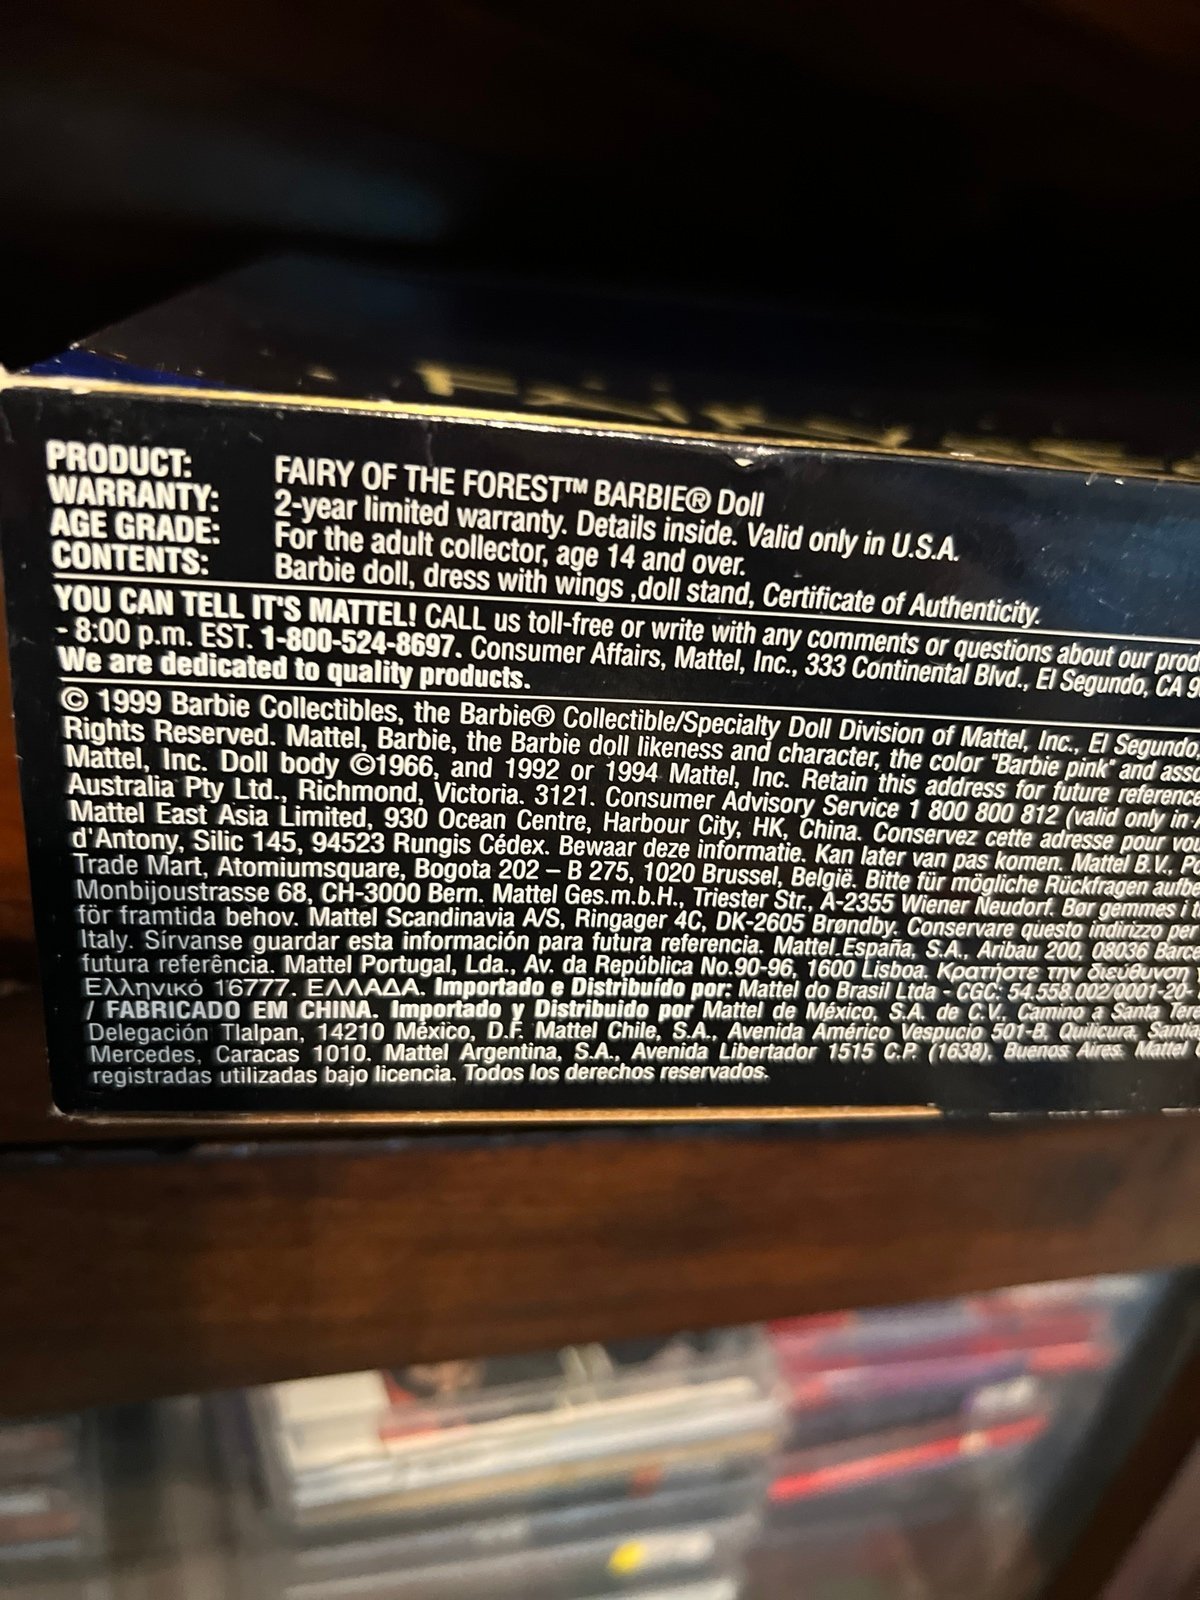 PRODUCT: FAIRY OF THE FOREST™ BARBIE® Doll
WARRANTY: 2-year limited warranty. Details inside. Valid only in U.S.A.
AGE GRADE: For the adult collector, age 14 and over.
CONTENTS: Barbie doll, dress with wings ,doll stand, Certificate of Authenticity.
YOU CAN TELL IT'S MATTEL! CALL us toll-free or write with any comments or questions about our prod
- 8:00 p.m. EST. 1-800-524-8697. Consumer Affairs, Mattel, Inc., 333 Continental Blvd., El Segundo, CA 9
We are dedicated to quality products.
© 1999 Barbie Collectibles, the Barbie® Collectible/Specialty Doll Division of Mattel, Inc., El Segundo
Rights Reserved. Mattel, Barbie, the Barbie doll likeness and character, the color "Barbie pink" and asso
Mattel, Inc. Doll body ©1966, and 1992 or 1994 Mattel, Inc. Retain this address for future referenc
Australia Pty Ltd., Richmond, Victoria. 3121. Consumer Advisory Service 1 800 800 812 (valid only in
Mattel East Asia Limited, 930 Ocean Centre, Harbour City, HK, China. Conservez cette adresse pour vo
d'Antony, Silic 145, 94523 Rungis Cédex. Bewaar deze informatie. Kan later van pas komen. Mattel B.V.,
Trade Mart, Atomiumsquare, Bogota 202 – B 275, 1020 Brussel, België. Bitte für mögliche Rückfragen aufbe
Monbijoustrasse 68, CH-3000 Bern. Mattel Ges.m.b.H., Triester Str., A-2355 Wiener Neudorf. Bør gemmes i
för framtida behov. Mattel Scandinavia A/S, Ringager 4C, DK-2605 Brøndby. Conservare questo indirizzo per
Italy. Sírvanse guardar esta información para futura referencia. Mattel España, S.A., Aribau 200, 08036 Barce
futura referência. Mattel Portugal, Lda., Av. da República No.90-96, 1600 Lisboa. Κρατήστε την διεύθυνση
Ελληνικό 16777. ΕΛΛΑΔΑ. Importado e Distribuído por: Mattel do Brasil Ltda - CGC: 54.558.002/0001-20-
/ FABRICADO EM CHINA. Importado y Distribuido por Mattel de México, S.A. de C.V., Camino a Santa Tere
Delegación Tlalpan, 14210 México, D.F. Mattel Chile, S.A., Avenida Américo Vespucio 501-B. Quilicura, Santi
Mercedes, Caracas 1010. Mattel Argentina, S.A., Avenida Libertador 1515 C.P. (1638), Buenos Aires. Mattel
registradas utilizadas bajo licencia. Todos los derechos reservados.